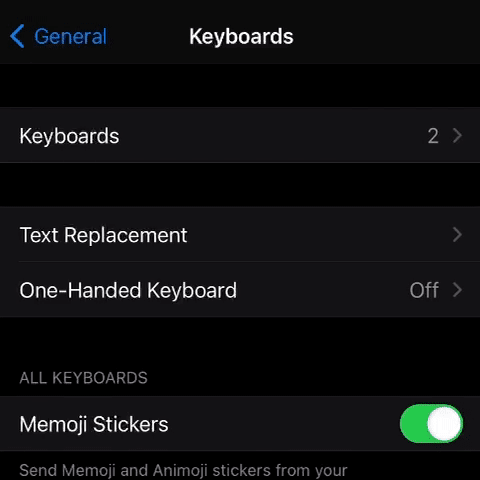 General
Keyboards
Keyboards 2
Text Replacement
One-Handed Keyboard Off
ALL KEYBOARDS
Memoji Stickers
Send Memoji and Animoji stickers from your